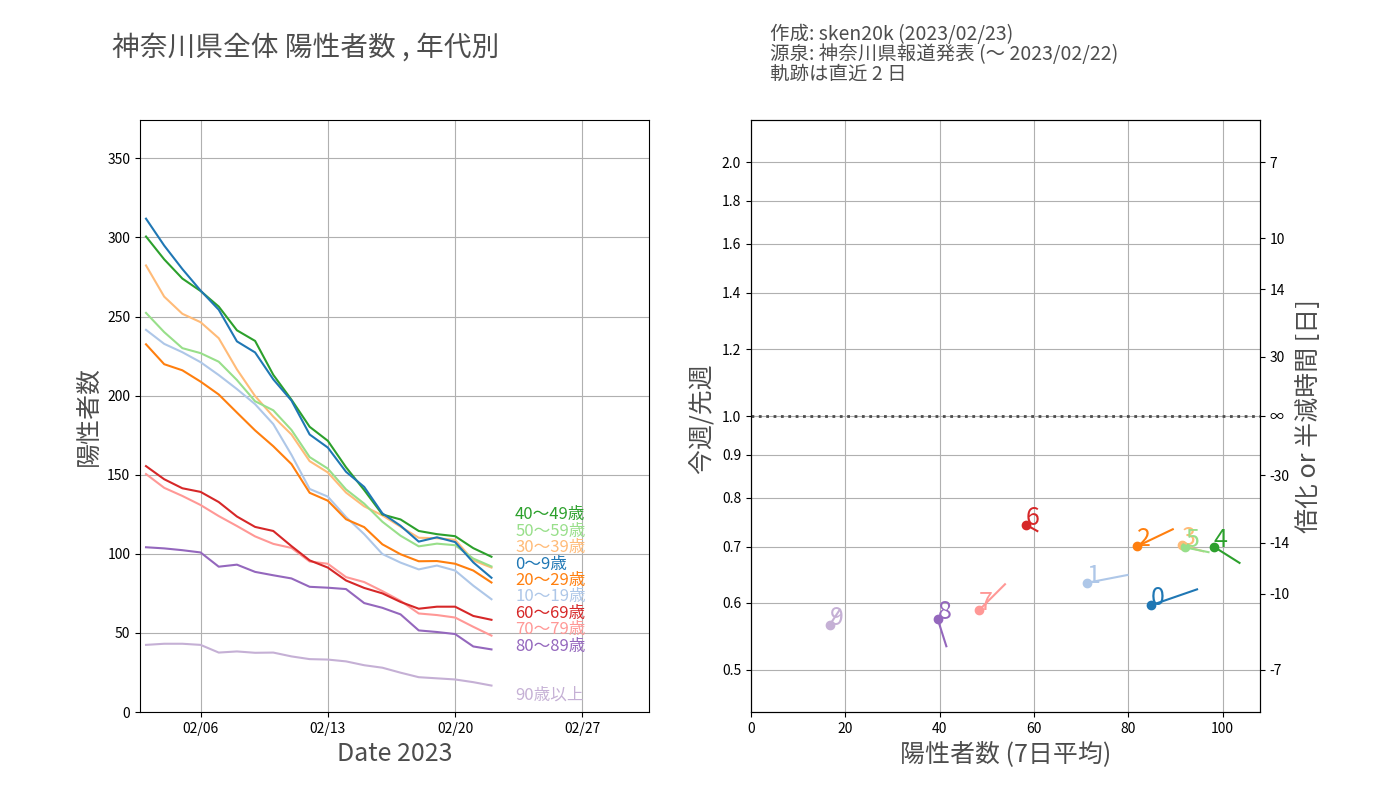 神奈川県全体 陽性者数 , 年代別
作成: sken20k (2023/02/23)
源泉: 神奈川県報道発表 (～ 2023/02/22)
軌跡は直近 2 日
陽性者数
350
300
250
200
150
100
50
0
40～49歳
50～59歳
30～39歳
0～9歳
20～29歳
10～19歳
60～69歳
70～79歳
80～89歳
90歳以上
02/06
02/13
02/20
02/27
Date 2023
今週/先週
2.0
1.8
1.6
1.4
1.2
1.0
0.9
0.8
0.7
0.6
0.5
6
2
3
5
4
1
0
7
8
9
0
20
40
60
80
100
陽性者数 (7日平均)
7
10
14
30
∞
-30
-14
-10
-7
倍化 or 半減時間 [日]